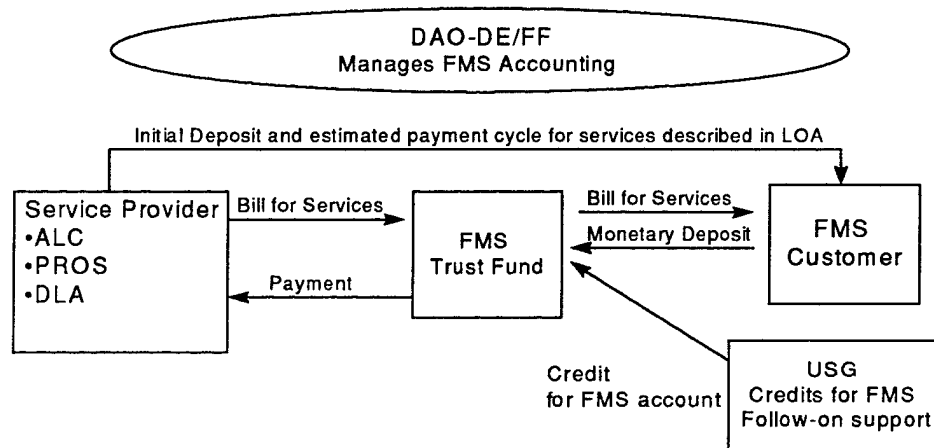 DAO-DE/FF
Manages FMS Accounting
Initial Deposit and estimated payment cycle for services described in LOA
Service Provider
•ALC
•PROS
•DLA
Bill for Services
Payment
FMS
Trust Fund
Bill for Services
Monetary Deposit
FMS
Customer
Credit
for FMS account
USG
Credits for FMS
Follow-on support